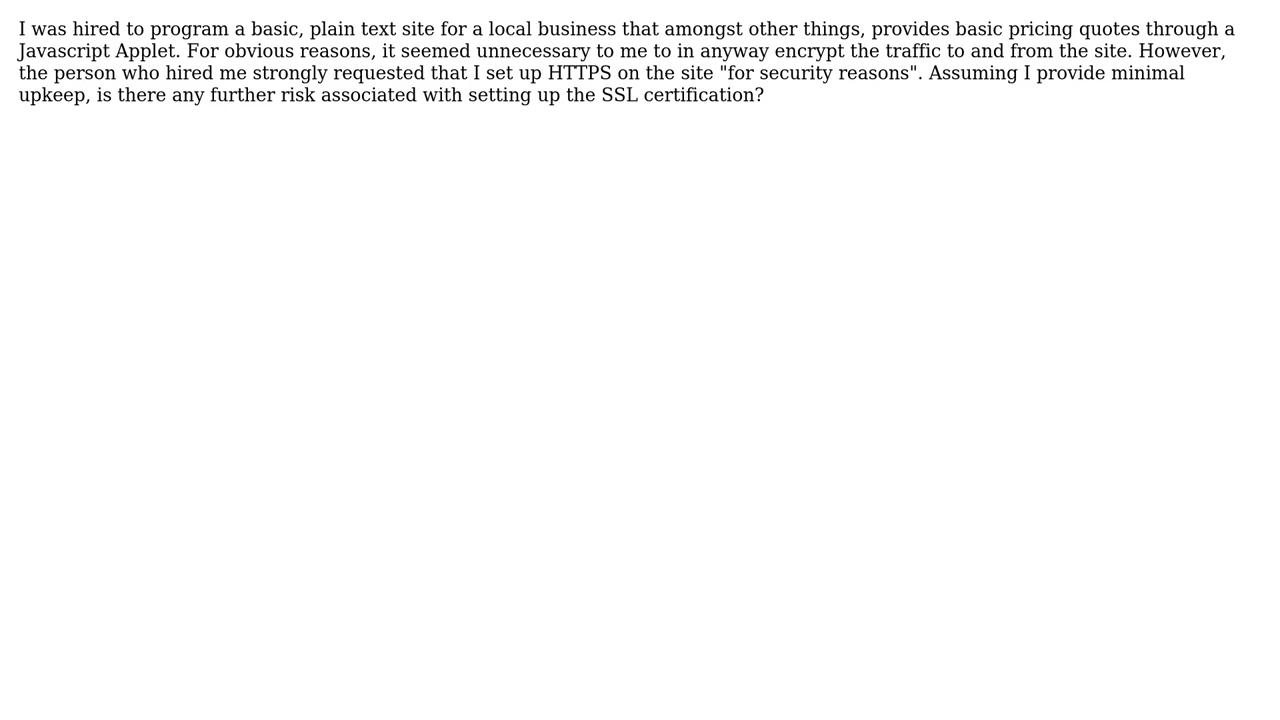 I was hired to program a basic, plain text site for a local business that amongst other things, provides basic pricing quotes through a
Javascript Applet. For obvious reasons, it seemed unnecessary to me to in anyway encrypt the traffic to and from the site. However,
the person who hired me strongly requested that I set up HTTPS on the site "for security reasons". Assuming I provide minimal
upkeep, is there any further risk associated with setting up the SSL certification?